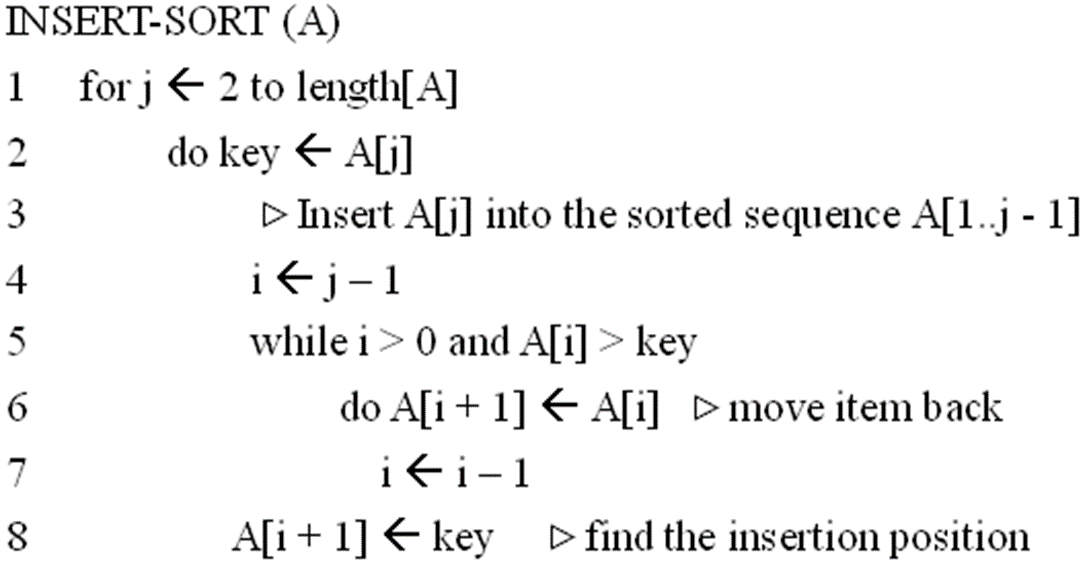 INSERT-SORT (A)
1 for j ← 2 to length[A]
2 do key ← A[j]
3 ▷ Insert A[j] into the sorted sequence A[1..j - 1]
4 i ← j – 1
5 while i > 0 and A[i] > key
6 do A[i + 1] ← A[i] ▷ move item back
7 i ← i – 1
8 A[i + 1] ← key ▷ find the insertion position